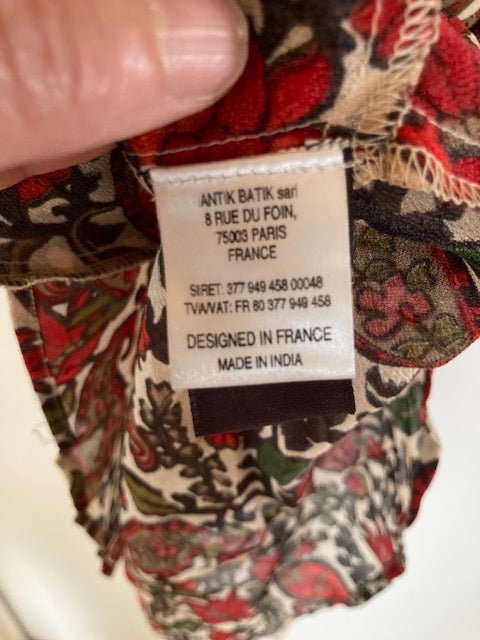 ANTIK BATIK sarl
8 RUE DU FOIN,
75003 PARIS
FRANCE
SIRET: 377 949 458 00048
TVA/VAT: FR 60 377 949 458
DESIGNED IN FRANCE
MADE IN INDIA